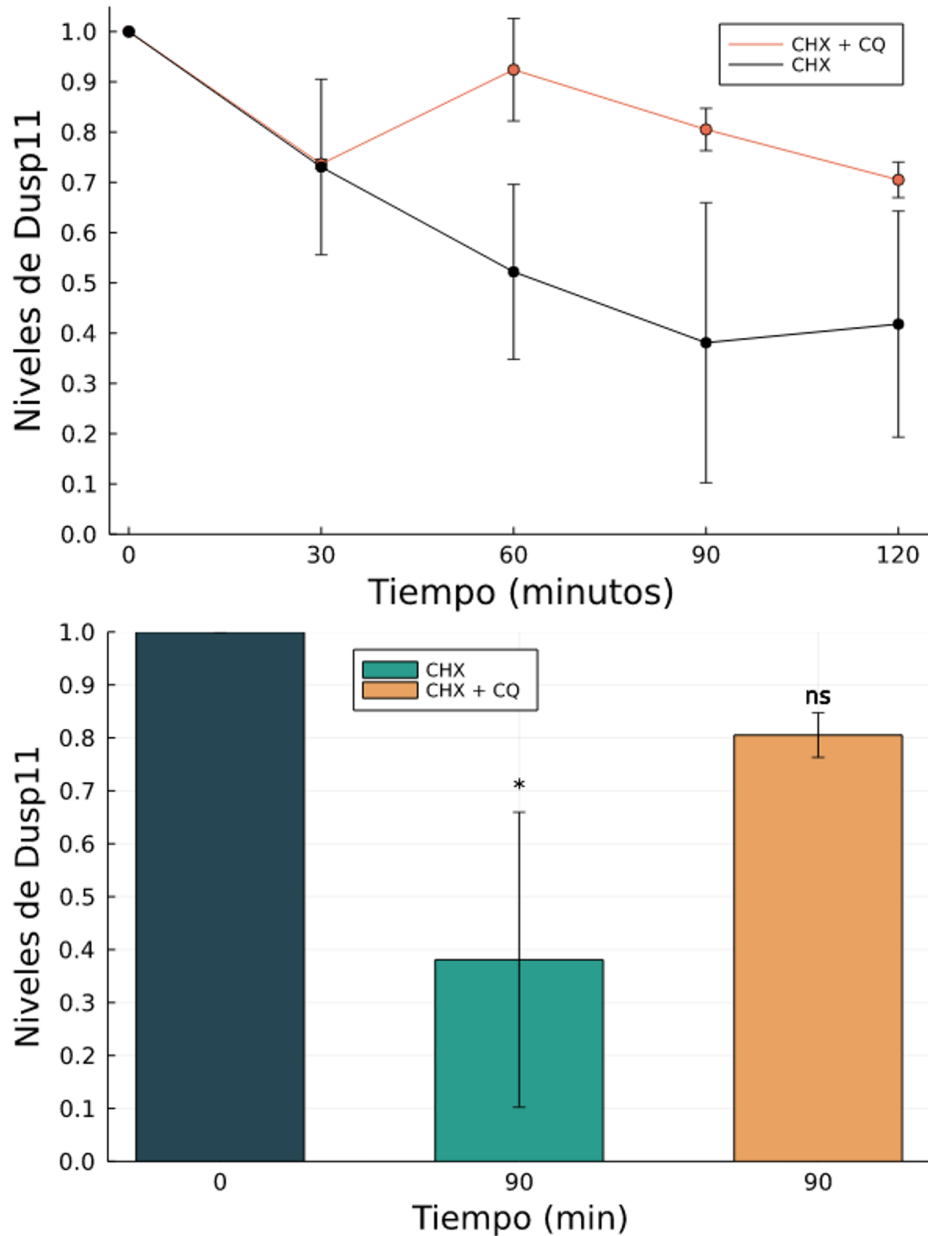 1.0
0.9
0.8
0.7
0.6
0.5
0.4
0.3
0.2
0.1
0.0
Niveles de Dusp11
CHX + CQ
CHX
0 30 60 90 120
Tiempo (minutos)
1.0
0.9
0.8
0.7
0.6
0.5
0.4
0.3
0.2
0.1
0.0
Niveles de Dusp11
CHX
CHX + CQ
*
ns
0 90 90
Tiempo (min)